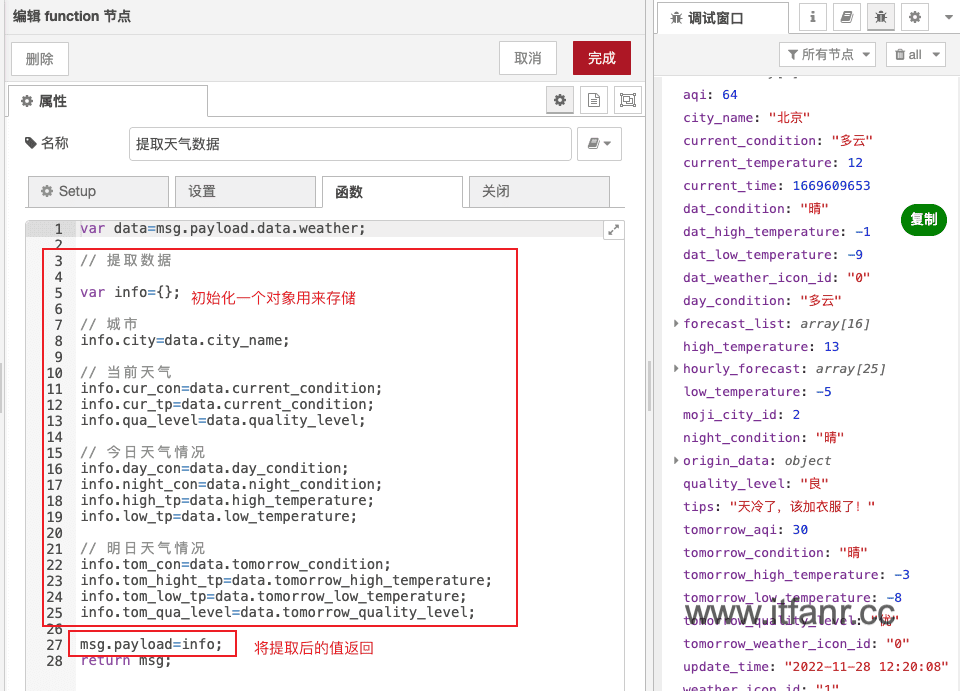 编辑 function 节点
删除
取消
完成
属性
名称
提取天气数据
Setup
设置
函数
关闭
1 var data=msg.payload.data.weather;
2
3 // 提取数据
4
5 var info={}; 初始化一个对象用来存储
6
7 // 城市
8 info.city=data.city_name;
9
10 // 当前天气
11 info.cur_con=data.current_condition;
12 info.cur_tp=data.current_condition;
13 info.qua_level=data.quality_level;
14
15 // 今日天气情况
16 info.day_con=data.day_condition;
17 info.night_con=data.night_condition;
18 info.high_tp=data.high_temperature;
19 info.low_tp=data.low_temperature;
20
21 // 明日天气情况
22 info.tom_con=data.tomorrow_condition;
23 info.tom_hight_tp=data.tomorrow_high_temperature;
24 info.tom_low_tp=data.tomorrow_low_temperature;
25 info.tom_qua_level=data.tomorrow_quality_level;
26
27 msg.payload=info; 将提取后的值返回
28 return msg;
调试窗口
所有节点
all
aqi: 64
city_name: "北京"
current_condition: "多云"
current_temperature: 12
current_time: 1669609653
dat_condition: "晴"
复制
dat_high_temperature: -1
dat_low_temperature: -9
dat_weather_icon_id: "0"
day_condition: "多云"
forecast_list: array[16]
high_temperature: 13
hourly_forecast: array[25]
low_temperature: -5
moji_city_id: 2
night_condition: "晴"
origin_data: object
quality_level: "良"
tips: "天冷了，该加衣服了！"
tomorrow_aqi: 30
tomorrow_condition: "晴"
tomorrow_high_temperature: -3
tomorrow_low_temperature: -8
www.iffanr.cc
tomorrow_quality_level: "优"
tomorrow_weather_icon_id: "0"
update_time: "2022-11-28 12:20:08"
weather_icon_id: "1"